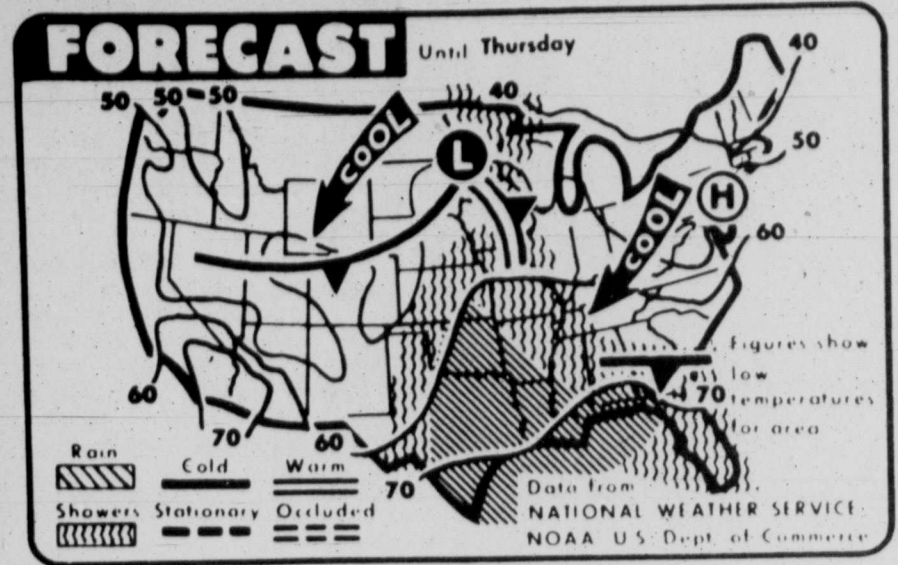 FORECAST Until Thursday
50 50 50 40 40
COOL
L
50
COOL
H
60
Figures show
low
70 temperatures
for area
60
70
60
70
Rain Cold Warm
Showers Stationary Occluded
Data from
NATIONAL WEATHER SERVICE
NOAA U S Dept. of Commerce